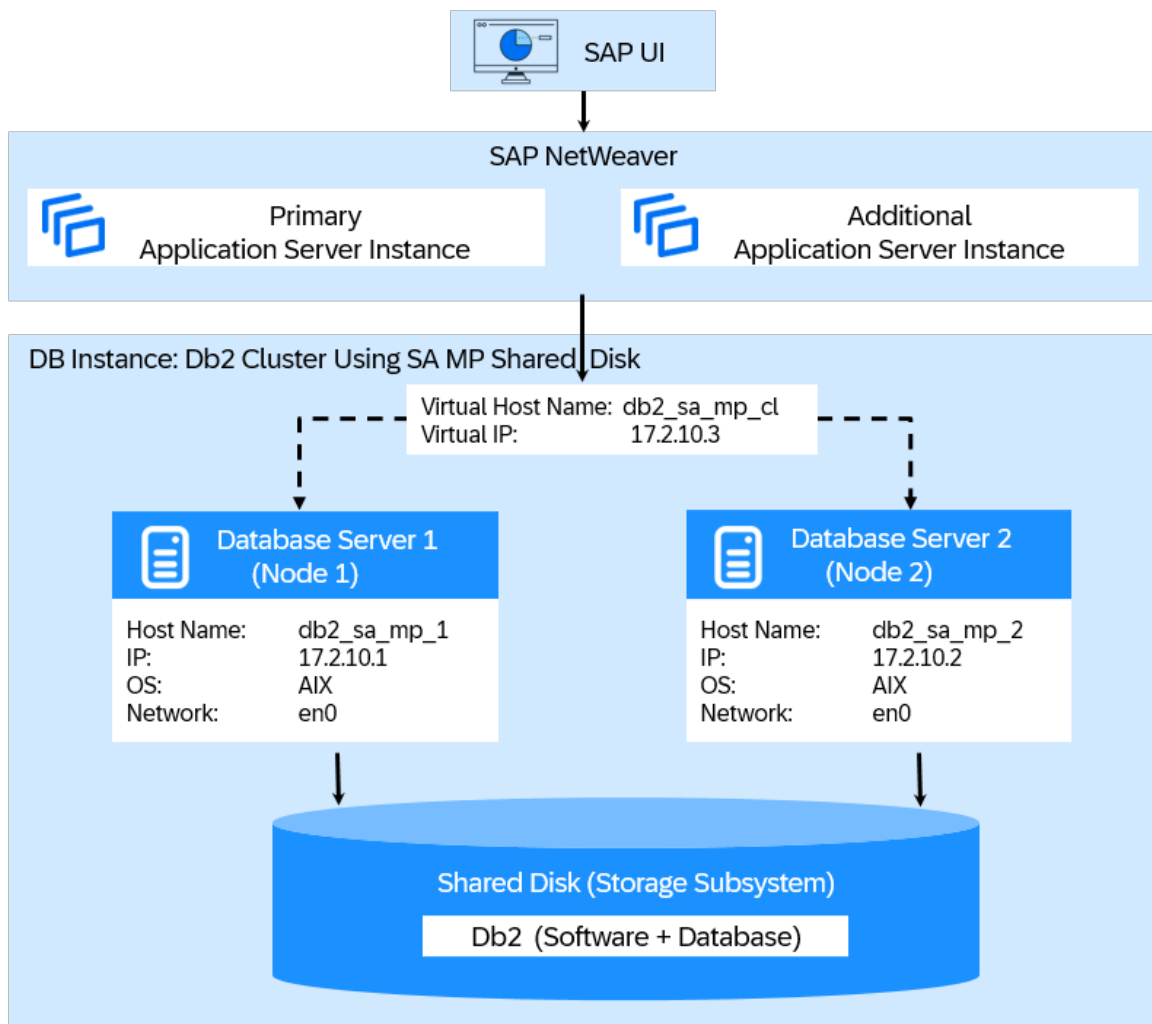 SAP UI
SAP NetWeaver
Primary
Application Server Instance
Additional
Application Server Instance
DB Instance: Db2 Cluster Using SA MP Shared Disk
Virtual Host Name: db2_sa_mp_cl
Virtual IP: 17.2.10.3
Database Server 1
(Node 1)
Host Name: db2_sa_mp_1
IP: 17.2.10.1
OS: AIX
Network: en0
Database Server 2
(Node 2)
Host Name: db2_sa_mp_2
IP: 17.2.10.2
OS: AIX
Network: en0
Shared Disk (Storage Subsystem)
Db2 (Software + Database)